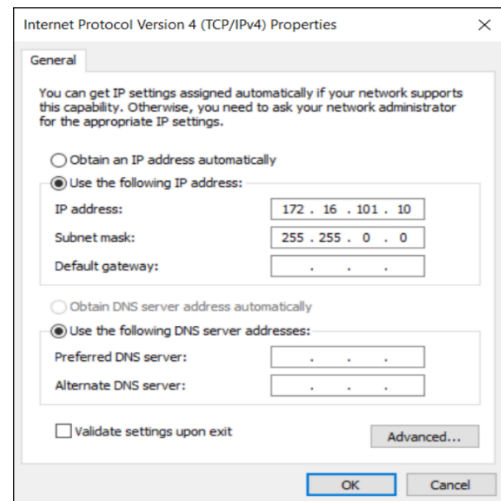 Internet Protocol Version 4 (TCP/IPv4) Properties
General
You can get IP settings assigned automatically if your network supports
this capability. Otherwise, you need to ask your network administrator
for the appropriate IP settings.
Obtain an IP address automatically
Use the following IP address:
IP address: 172 . 16 . 101 . 10
Subnet mask: 255 . 255 . 0 . 0
Default gateway: . . .
Obtain DNS server address automatically
Use the following DNS server addresses:
Preferred DNS server: . . .
Alternate DNS server: . . .
Validate settings upon exit
Advanced...
OK Cancel